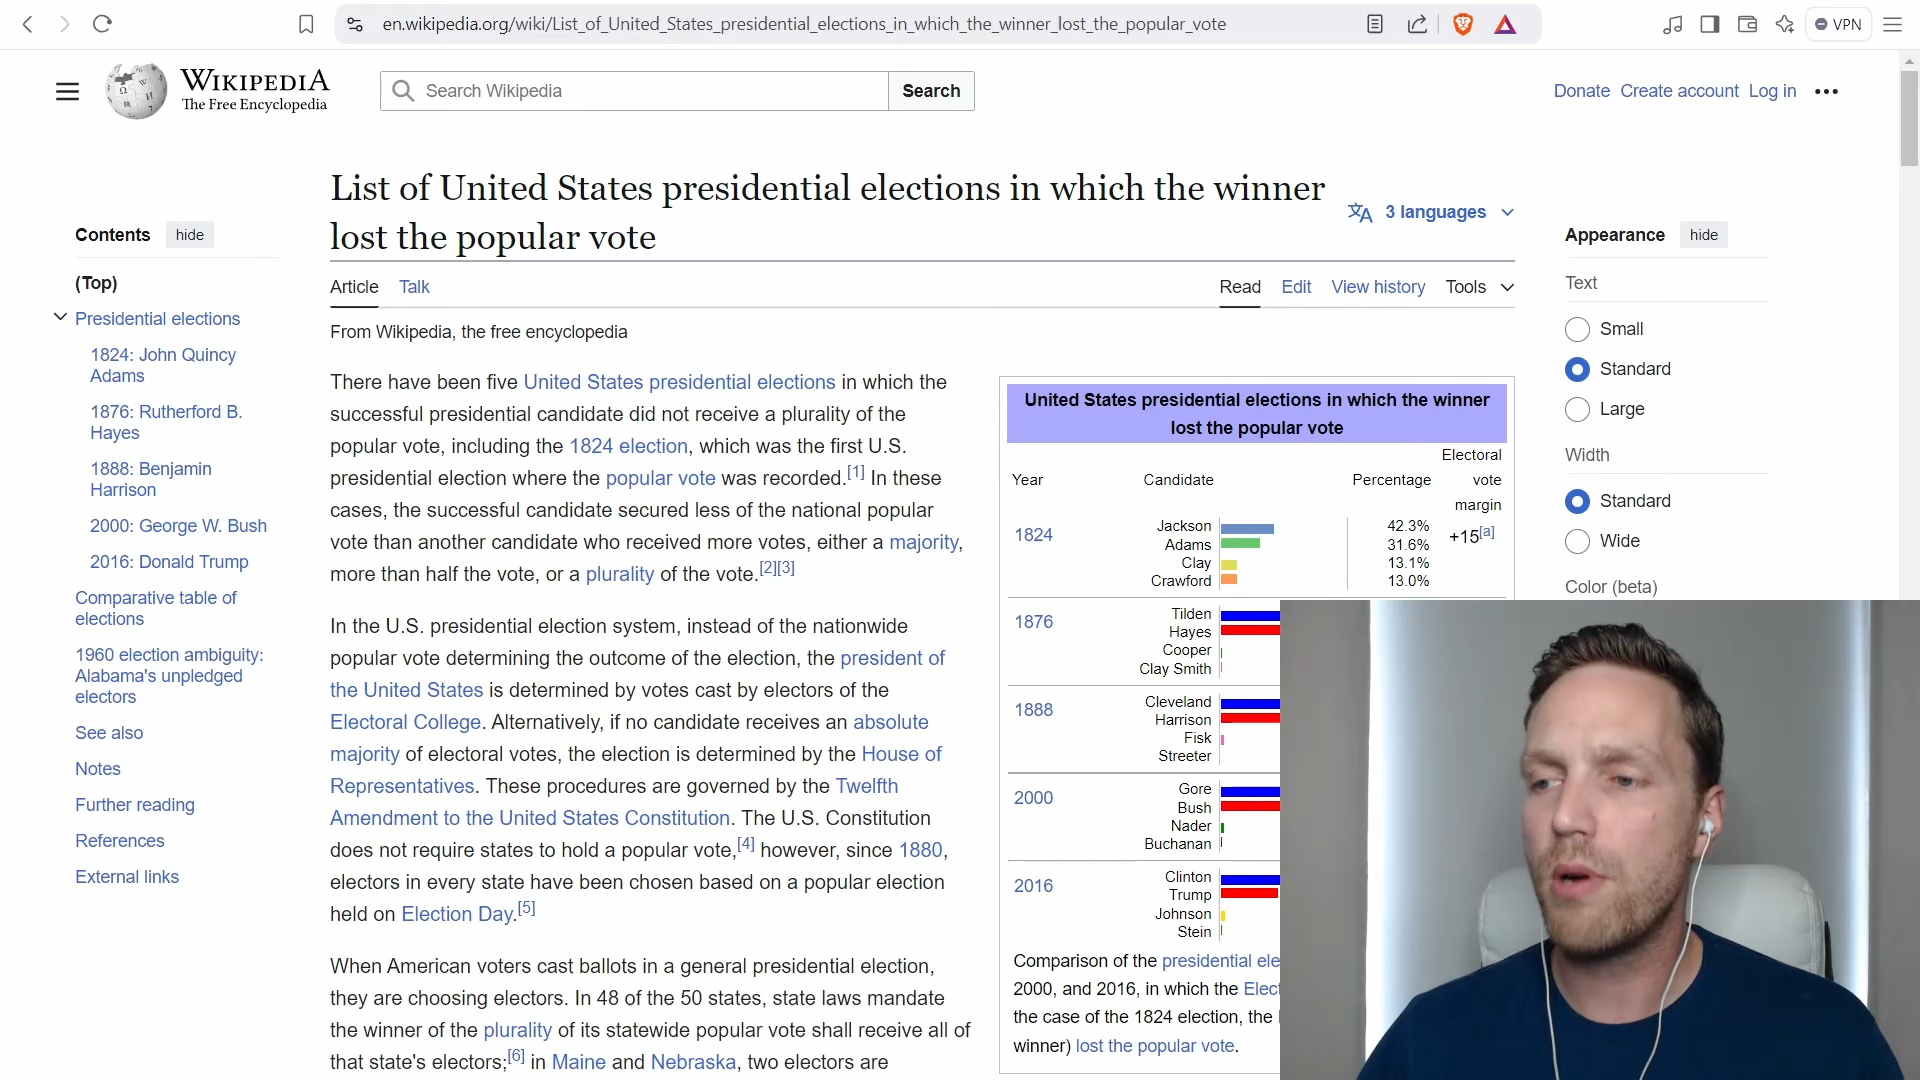 en.wikipedia.org/wiki/List_of_United_States_presidential_elections_in_which_the_winner_lost_the_popular_vote
VPN
WIKIPEDIA
The Free Encyclopedia
Search Wikipedia
Search
Donate
Create account
Log in
List of United States presidential elections in which the winner
lost the popular vote
3 languages
Contents
hide
(Top)
Presidential elections
1824: John Quincy
Adams
1876: Rutherford B.
Hayes
1888: Benjamin
Harrison
2000: George W. Bush
2016: Donald Trump
Comparative table of
elections
1960 election ambiguity:
Alabama's unpledged
electors
See also
Notes
Further reading
References
External links
Article
Talk
Read
Edit
View history
Tools
From Wikipedia, the free encyclopedia
There have been five United States presidential elections in which the
successful presidential candidate did not receive a plurality of the
popular vote, including the 1824 election, which was the first U.S.
presidential election where the popular vote was recorded.[1] In these
cases, the successful candidate secured less of the national popular
vote than another candidate who received more votes, either a majority,
more than half the vote, or a plurality of the vote.[2][3]
In the U.S. presidential election system, instead of the nationwide
popular vote determining the outcome of the election, the president of
the United States is determined by votes cast by electors of the
Electoral College. Alternatively, if no candidate receives an absolute
majority of electoral votes, the election is determined by the House of
Representatives. These procedures are governed by the Twelfth
Amendment to the United States Constitution. The U.S. Constitution
does not require states to hold a popular vote,[4] however, since 1880,
electors in every state have been chosen based on a popular election
held on Election Day.[5]
When American voters cast ballots in a general presidential election,
they are choosing electors. In 48 of the 50 states, state laws mandate
the winner of the plurality of its statewide popular vote shall receive all of
that state's electors;[6] in Maine and Nebraska, two electors are
United States presidential elections in which the winner
lost the popular vote
Year
Candidate
Percentage
Electoral
vote
margin
1824
Jackson
42.3%
Adams
31.6%
Clay
13.1%
Crawford
13.0%
+15[a]
1876
Tilden
Hayes
Cooper
Clay Smith
1888
Cleveland
Harrison
Fisk
Streeter
2000
Gore
Bush
Nader
Buchanan
2016
Clinton
Trump
Johnson
Stein
Comparison of the presidential ele
2000, and 2016, in which the Elect
the case of the 1824 election, the
winner) lost the popular vote.
Appearance
hide
Text
Small
Standard
Large
Width
Standard
Wide
Color (beta)